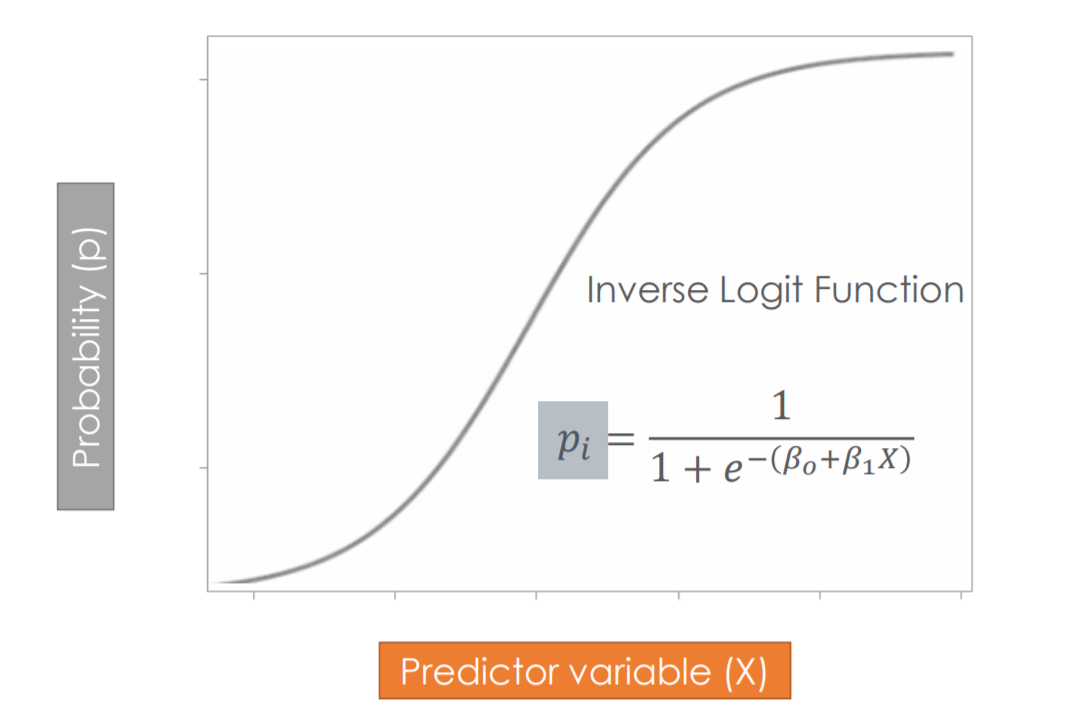 Probability (p)
Inverse Logit Function
pᵢ = 1 / (1 + e^−(β₀+β₁X))
Predictor variable (X)